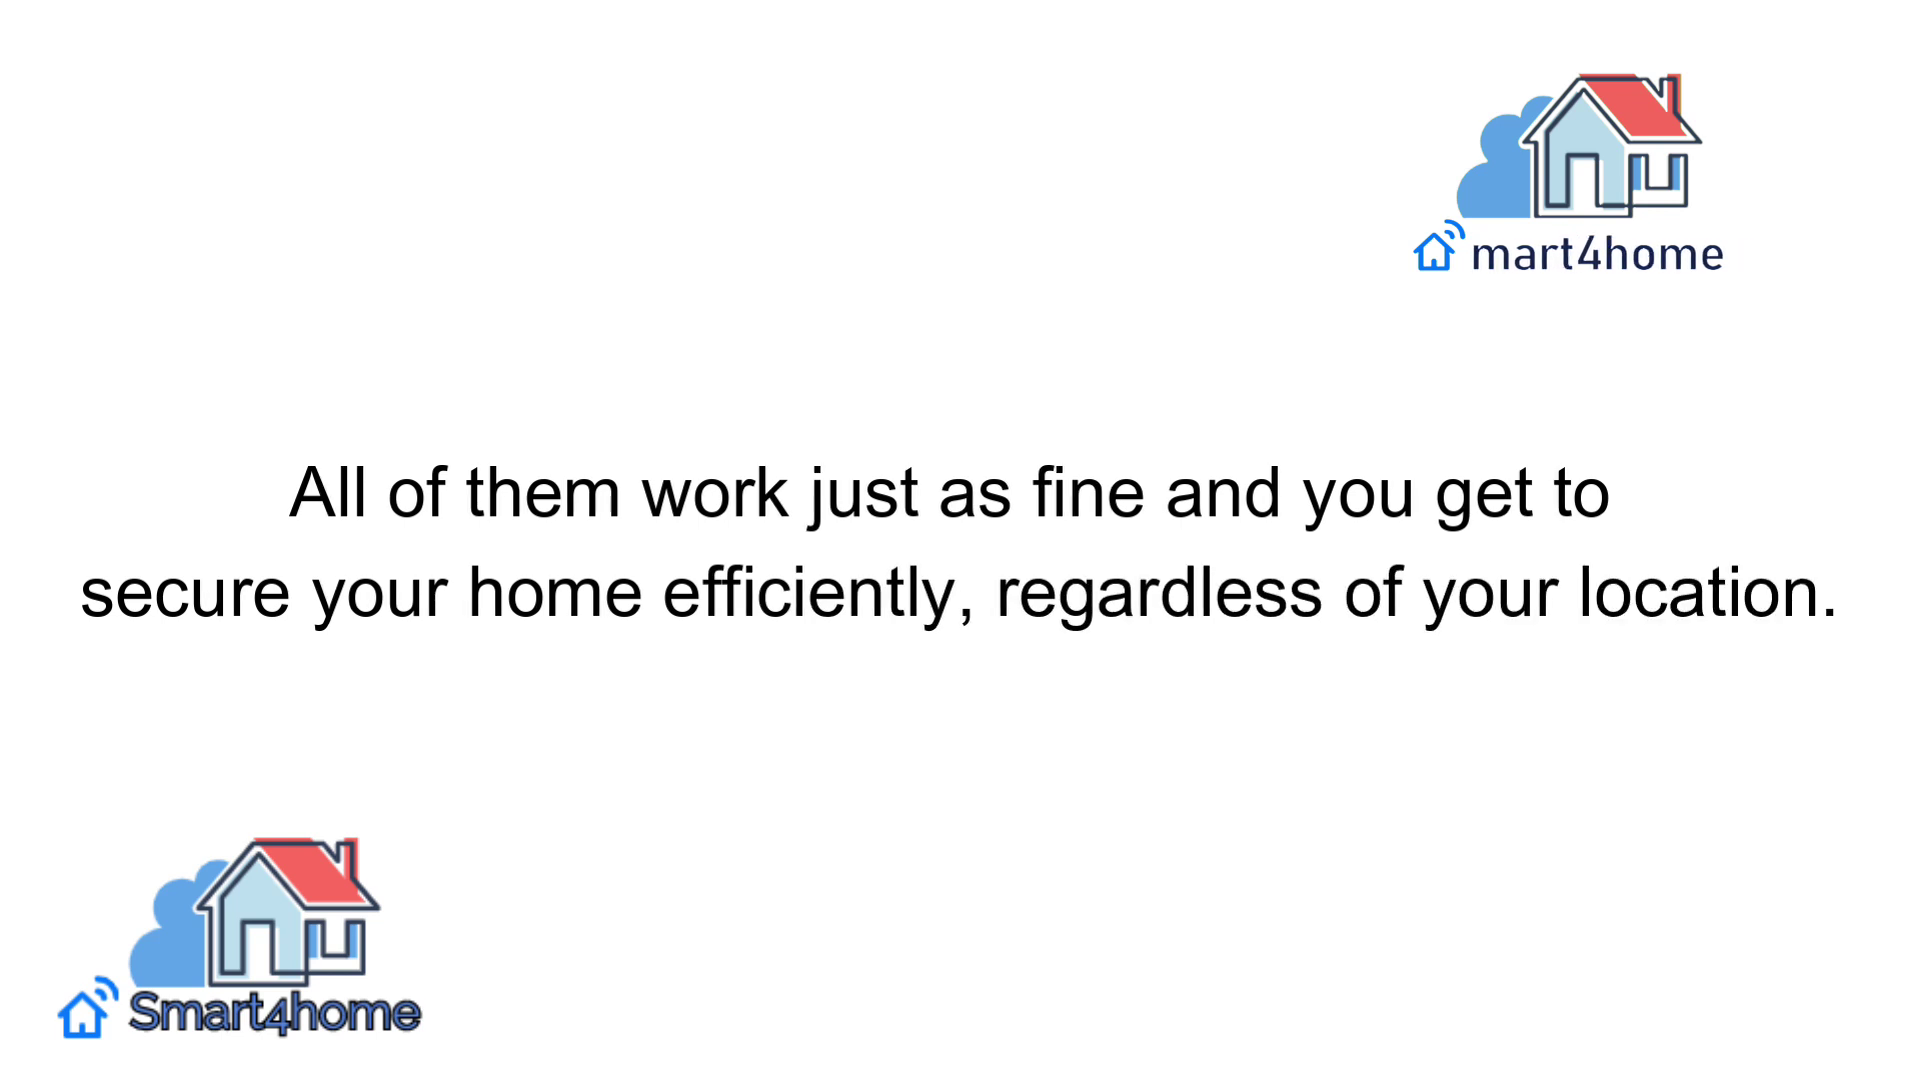 mart4home
All of them work just as fine and you get to
secure your home efficiently, regardless of your location.
Smart4home